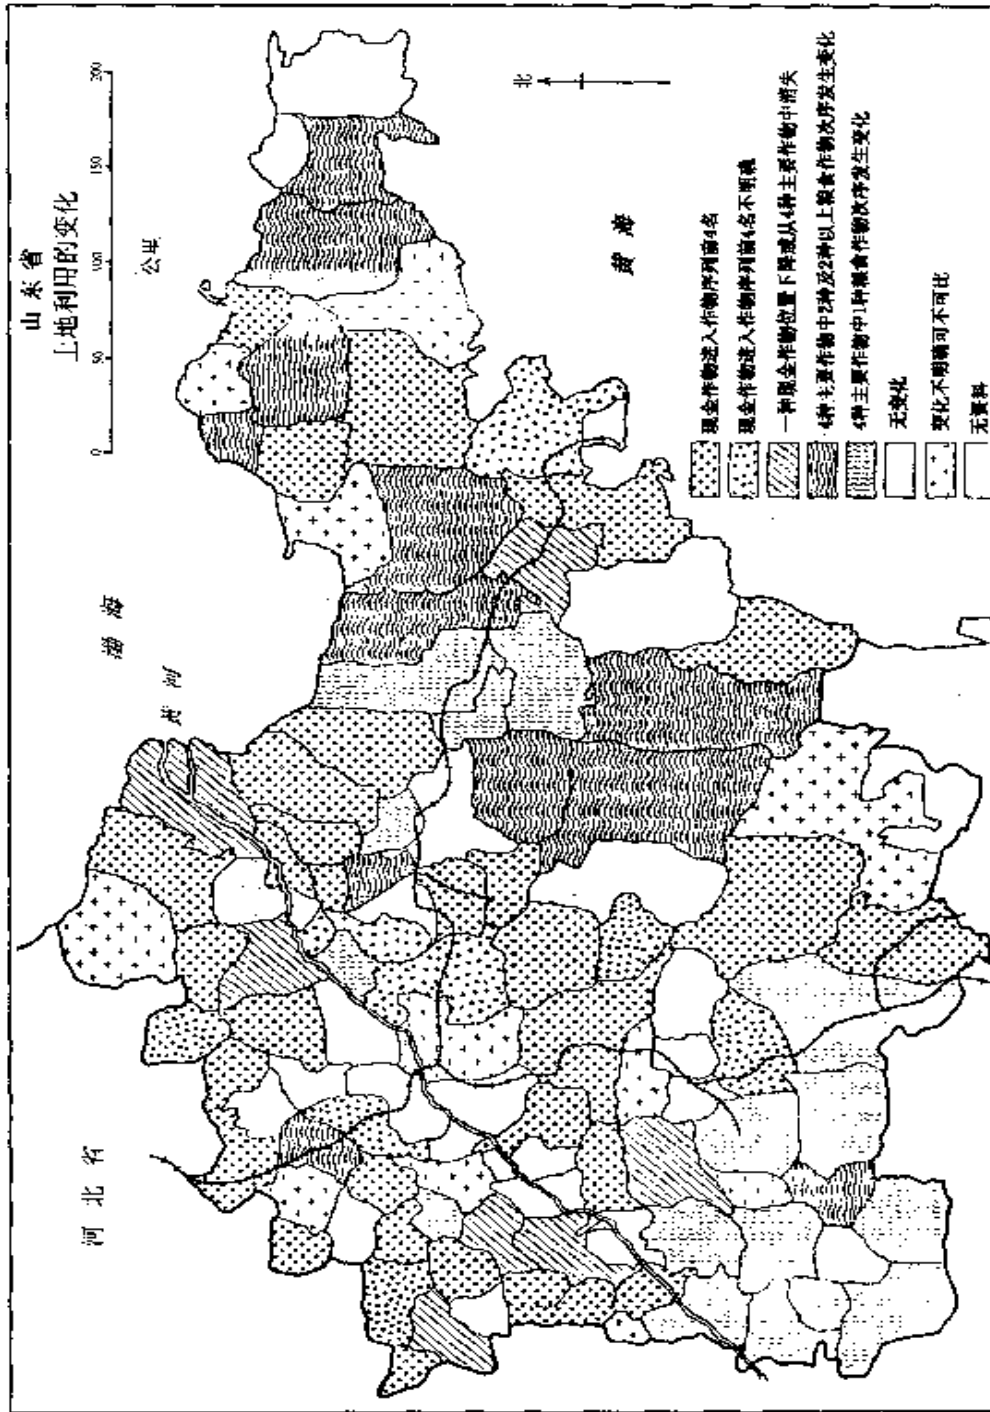 山东省
土地利用的变化
0 50 100 150 200
公里
北
渤海
黄河
黄海
河北省
现金作物进入作物序列前4名
现金作物进入作物序列前4名不明确
一种现金作物位置下降或从4种主要作物中消失
4种主要作物中2种及2种以上粮食作物次序发生变化
4种主要作物中1种粮食作物次序发生变化
无变化
变化不明确可不可比
无资料